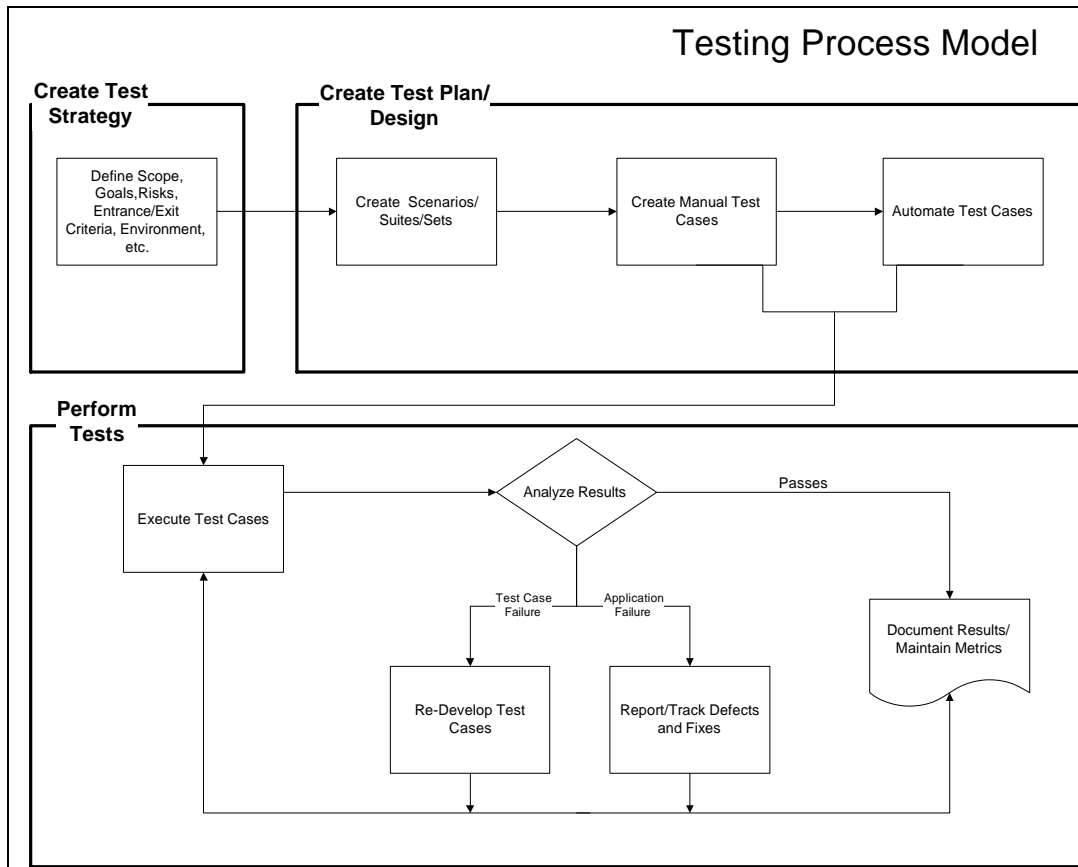 Testing Process Model
Create Test
Strategy
Create Test Plan/
Design
Define Scope,
Goals,Risks,
Entrance/Exit
Criteria, Environment,
etc.
Create Scenarios/
Suites/Sets
Create Manual Test
Cases
Automate Test Cases
Perform
Tests
Execute Test Cases
Analyze Results
Passes
Test Case
Failure
Application
Failure
Document Results/
Maintain Metrics
Re-Develop Test
Cases
Report/Track Defects
and Fixes